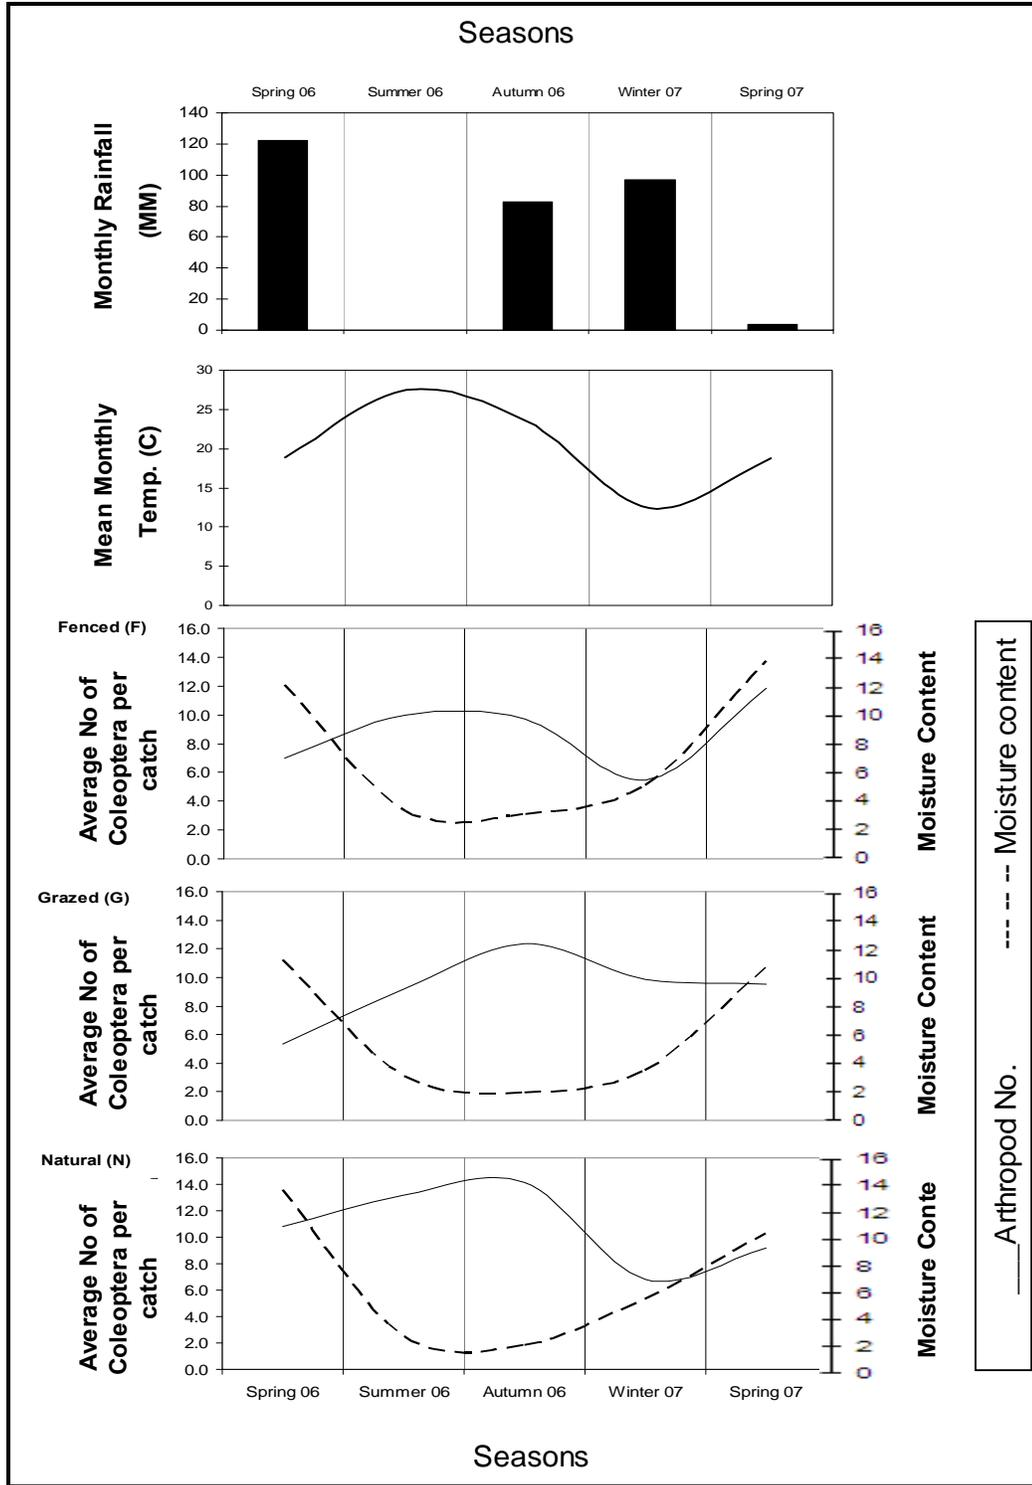 Seasons
Spring 06 Summer 06 Autumn 06 Winter 07 Spring 07
Monthly Rainfall
(MM)
140
120
100
80
60
40
20
0
Mean Monthly
Temp. (C)
30
25
20
15
10
5
0
Fenced (F)
Average No of
Coleoptera per
catch
16.0
14.0
12.0
10.0
8.0
6.0
4.0
2.0
0.0
16
14
12
10
8
6
4
2
0
Moisture Content
Grazed (G)
Average No of
Coleoptera per
catch
16.0
14.0
12.0
10.0
8.0
6.0
4.0
2.0
0.0
16
14
12
10
8
6
4
2
0
Moisture Content
Natural (N)
Average No of
Coleoptera per
catch
16.0
14.0
12.0
10.0
8.0
6.0
4.0
2.0
0.0
16
14
12
10
8
6
4
2
0
Moisture Conte
Spring 06 Summer 06 Autumn 06 Winter 07 Spring 07
Seasons
___Arthropod No. --- -- -- Moisture content